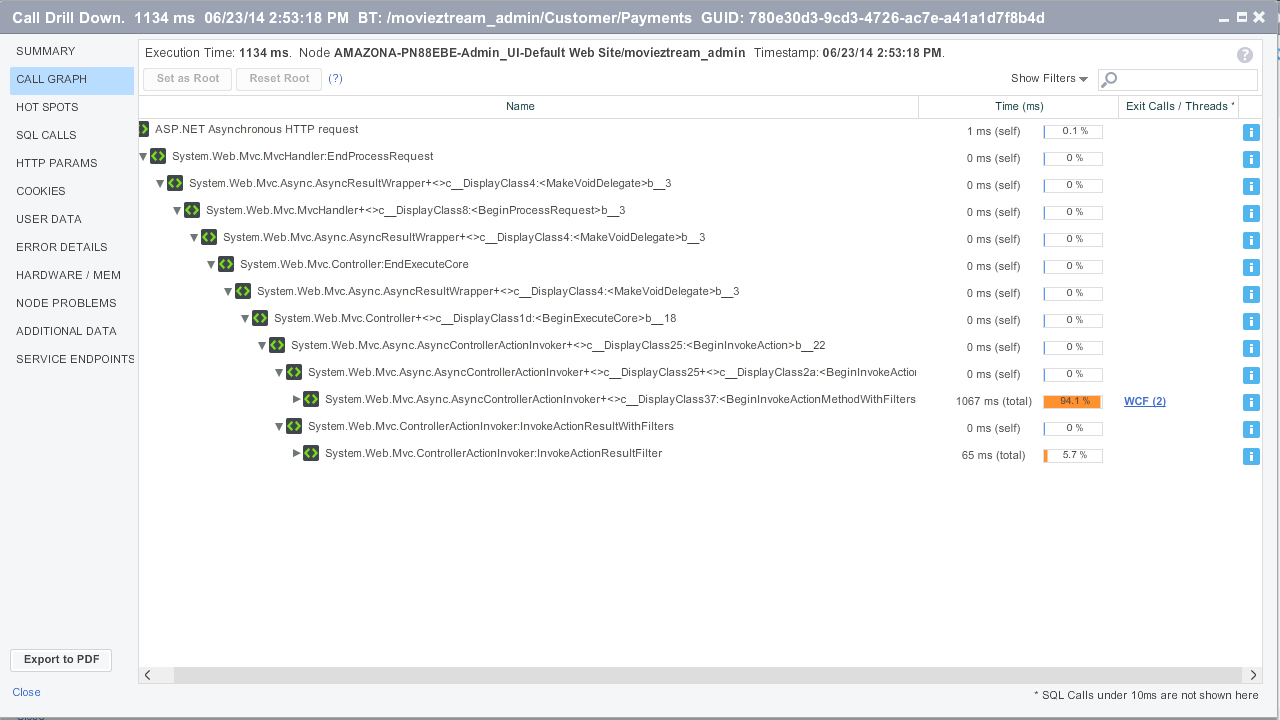 Call Drill Down.  1134 ms  06/23/14 2:53:18 PM  BT: /movieztream_admin/Customer/Payments  GUID: 780e30d3-9cd3-4726-ac7e-a41a1d7f8b4d
SUMMARY
CALL GRAPH
HOT SPOTS
SQL CALLS
HTTP PARAMS
COOKIES
USER DATA
ERROR DETAILS
HARDWARE / MEM
NODE PROBLEMS
ADDITIONAL DATA
SERVICE ENDPOINTS
Export to PDF
Close
Execution Time: 1134 ms.  Node AMAZONA-PN88EBE-Admin_UI-Default Web Site/movieztream_admin  Timestamp: 06/23/14 2:53:18 PM.
?
Set as Root  Reset Root  (?)  Show Filters
Name  Time (ms)  Exit Calls / Threads *
ASP.NET Asynchronous HTTP request  1 ms (self)  0.1 %  i
System.Web.Mvc.MvcHandler:EndProcessRequest  0 ms (self)  0 %  i
System.Web.Mvc.Async.AsyncResultWrapper+<>c__DisplayClass4:<MakeVoidDelegate>b__3  0 ms (self)  0 %  i
System.Web.Mvc.MvcHandler+<>c__DisplayClass8:<BeginProcessRequest>b__3  0 ms (self)  0 %  i
System.Web.Mvc.Async.AsyncResultWrapper+<>c__DisplayClass4:<MakeVoidDelegate>b__3  0 ms (self)  0 %  i
System.Web.Mvc.Controller:EndExecuteCore  0 ms (self)  0 %  i
System.Web.Mvc.Async.AsyncResultWrapper+<>c__DisplayClass4:<MakeVoidDelegate>b__3  0 ms (self)  0 %  i
System.Web.Mvc.Controller+<>c__DisplayClass1d:<BeginExecuteCore>b__18  0 ms (self)  0 %  i
System.Web.Mvc.Async.AsyncControllerActionInvoker+<>c__DisplayClass25:<BeginInvokeAction>b__22  0 ms (self)  0 %  i
System.Web.Mvc.Async.AsyncControllerActionInvoker+<>c__DisplayClass25+<>c__DisplayClass2a:<BeginInvokeAction  0 ms (self)  0 %  i
System.Web.Mvc.Async.AsyncControllerActionInvoker+<>c__DisplayClass37:<BeginInvokeActionMethodWithFilters  1067 ms (total)  94.1 %  WCF (2)  i
System.Web.Mvc.ControllerActionInvoker:InvokeActionResultWithFilters  0 ms (self)  0 %  i
System.Web.Mvc.ControllerActionInvoker:InvokeActionResultFilter  65 ms (total)  5.7 %  i
* SQL Calls under 10ms are not shown here